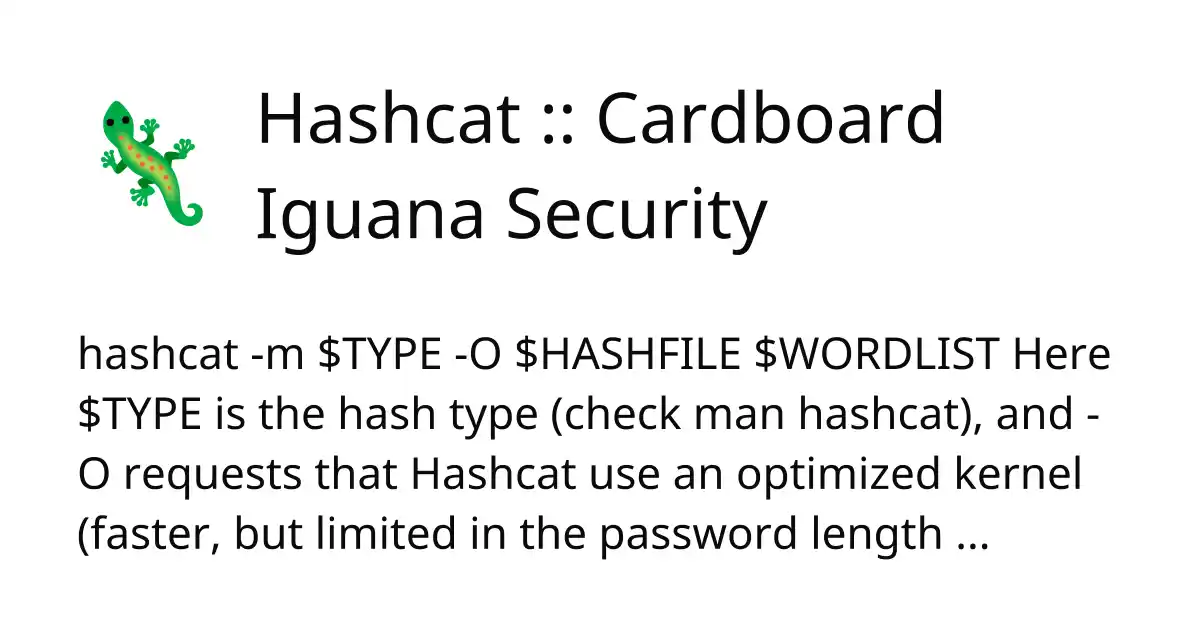 Hashcat :: Cardboard
Iguana Security
hashcat -m $TYPE -O $HASHFILE $WORDLIST Here
$TYPE is the hash type (check man hashcat), and -
O requests that Hashcat use an optimized kernel
(faster, but limited in the password length ...